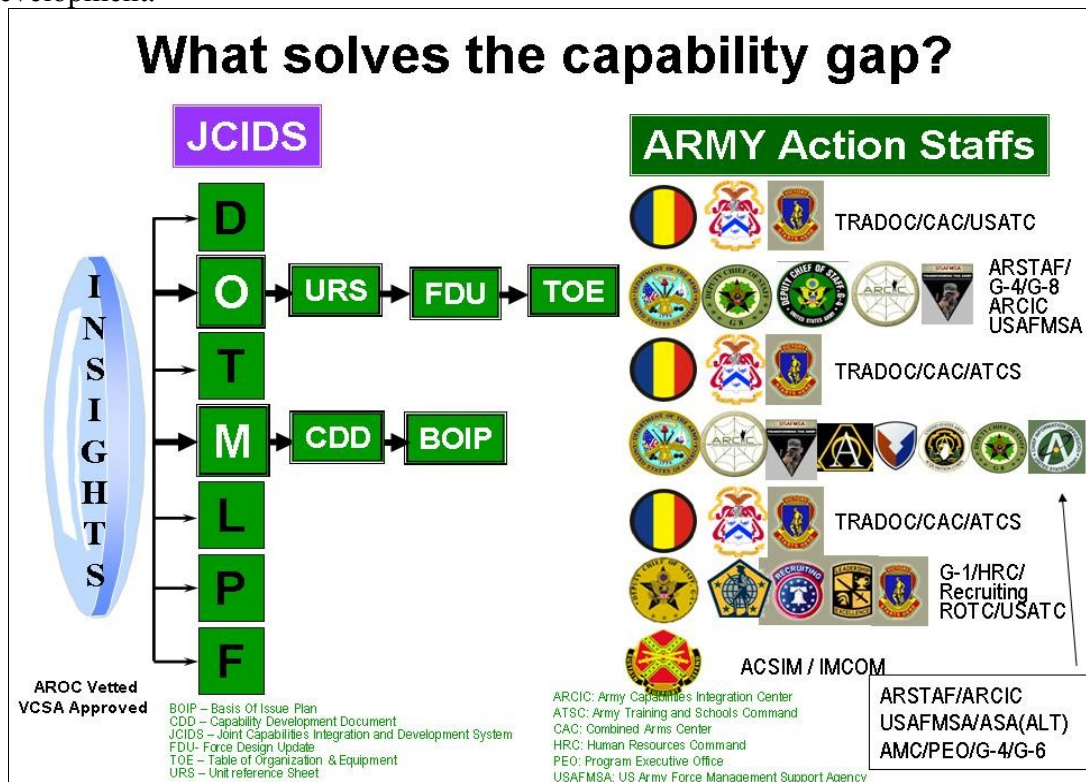 evelopment.
What solves the capability gap?
JCIDS
ARMY Action Staffs
INSIGHTS
D
TRADOC/CAC/USATC
O
URS
FDU
TOE
ARSTAF/
G-4/G-8
ARCIC
USAFMSA
T
TRADOC/CAC/ATCS
M
CDD
BOIP
L
TRADOC/CAC/ATCS
P
G-1/HRC/
Recruiting
ROTC/USATC
F
ACSIM / IMCOM
AROC Vetted
VCSA Approved
BOIP – Basis Of Issue Plan
CDD – Capability Development Document
JCIDS – Joint Capabilities Integration and Development System
FDU- Force Design Update
TOE – Table of Organization & Equipment
URS – Unit reference Sheet
ARCIC: Army Capabilities Integration Center
ATSC: Army Training and Schools Command
CAC: Combined Arms Center
HRC: Human Resources Command
PEO: Program Executive Office
USAFMSA: US Army Force Management Support Agency
ARSTAF/ARCIC
USAFMSA/ASA(ALT)
AMC/PEO/G-4/G-6